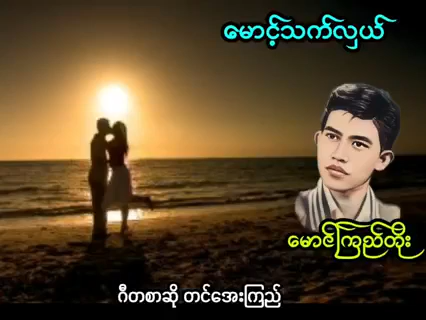 မောင့်သက်လှယ်
မောင်ကြည်တိုး
ဂီတစာဆို တင်အေးကြည်